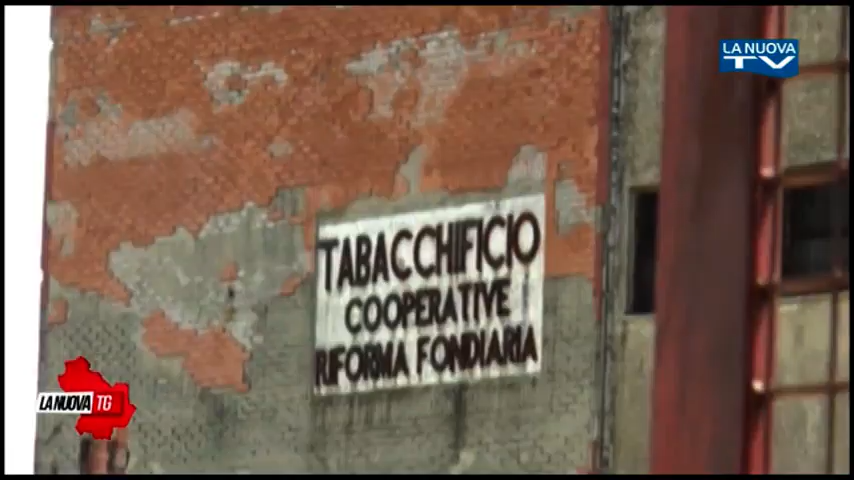 LA NUOVA
TV
TABACCHIFICIO
COOPERATIVE
RIFORMA FONDIARIA
LA NUOVA TG